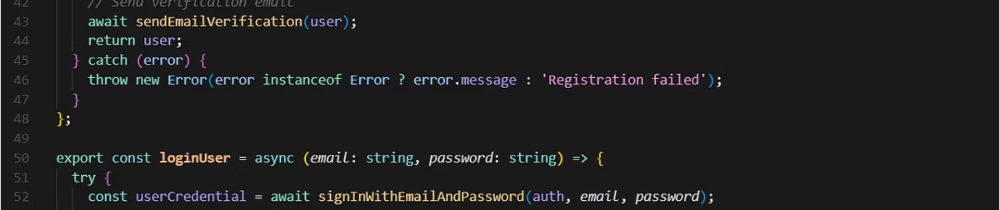 42 // Send verification email
43 await sendEmailVerification(user);
44 return user;
45 } catch (error) {
46 throw new Error(error instanceof Error ? error.message : 'Registration failed');
47 }
48 };
49
50 export const loginUser = async (email: string, password: string) => {
51 try {
52 const userCredential = await signInWithEmailAndPassword(auth, email, password);